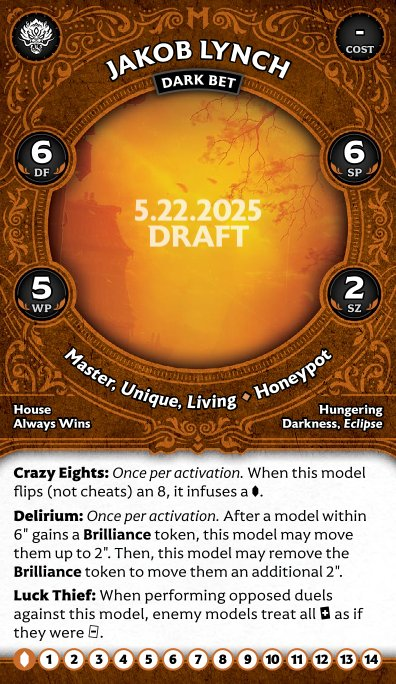 JAKOB LYNCH
DARK BET
-
COST
6
DF
6
SP
5.22.2025
DRAFT
5
WP
2
SZ
Master, Unique, Living ◆ Honeypot
House
Always Wins
Hungering
Darkness, Eclipse
Crazy Eights: Once per activation. When this model
flips (not cheats) an 8, it infuses a ⬮.
Delirium: Once per activation. After a model within
6" gains a Brilliance token, this model may move
them up to 2". Then, this model may remove the
Brilliance token to move them an additional 2".
Luck Thief: When performing opposed duels
against this model, enemy models treat all 🞧 as if
they were ⊟.
1 2 3 4 5 6 7 8 9 10 11 12 13 14